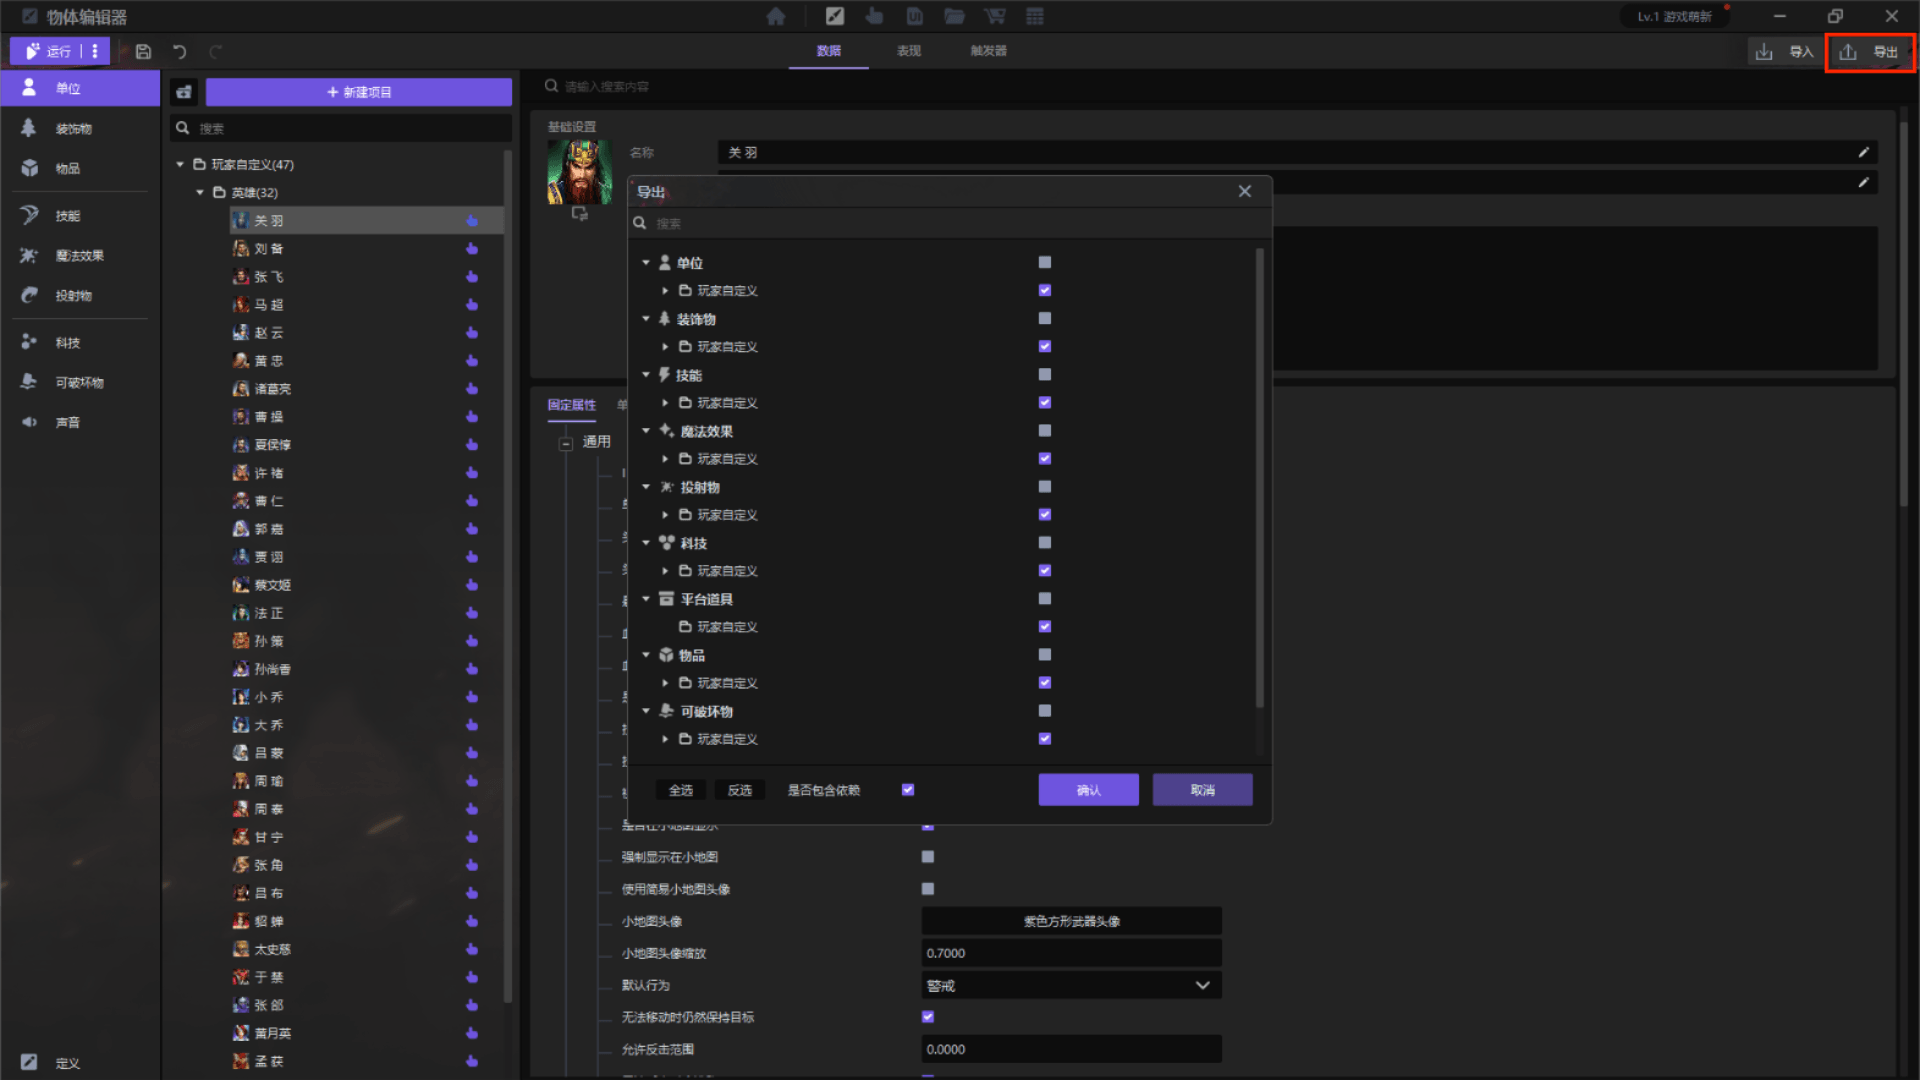 物体编辑器
Lv.1 游戏萌新
运行
数据
表现
触发器
导入
导出
单位
装饰物
物品
技能
魔法效果
投射物
科技
可破坏物
声音
定义
新建项目
搜索
玩家自定义(47)
英雄(32)
关 羽
刘 备
张 飞
马 超
赵 云
黄 忠
诸葛亮
曹 操
夏侯惇
许 褚
曹 仁
郭 嘉
贾 诩
蔡文姬
法 正
孙 策
孙尚香
小 乔
大 乔
吕 蒙
周 瑜
周 泰
甘 宁
张 角
吕 布
貂 蝉
太史慈
于 禁
张 郃
黄月英
孟 获
请输入搜索内容
基础设置
名称
关 羽
固定属性
通用
导出
搜索
单位
玩家自定义
装饰物
玩家自定义
技能
玩家自定义
魔法效果
玩家自定义
投射物
玩家自定义
科技
玩家自定义
平台道具
玩家自定义
物品
玩家自定义
可破坏物
玩家自定义
全选
反选
是否包含依赖
确认
取消
强制显示在小地图
使用简易小地图头像
小地图头像
紫色方形武器头像
小地图头像缩放
0.7000
默认行为
警戒
无法移动时仍然保持目标
允许反击范围
0.0000